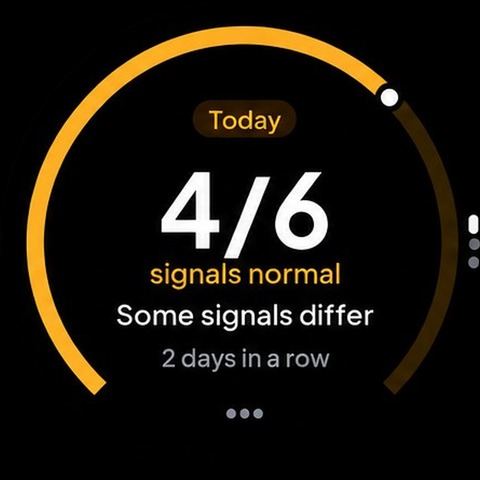 Today
4/6
signals normal
Some signals differ
2 days in a row